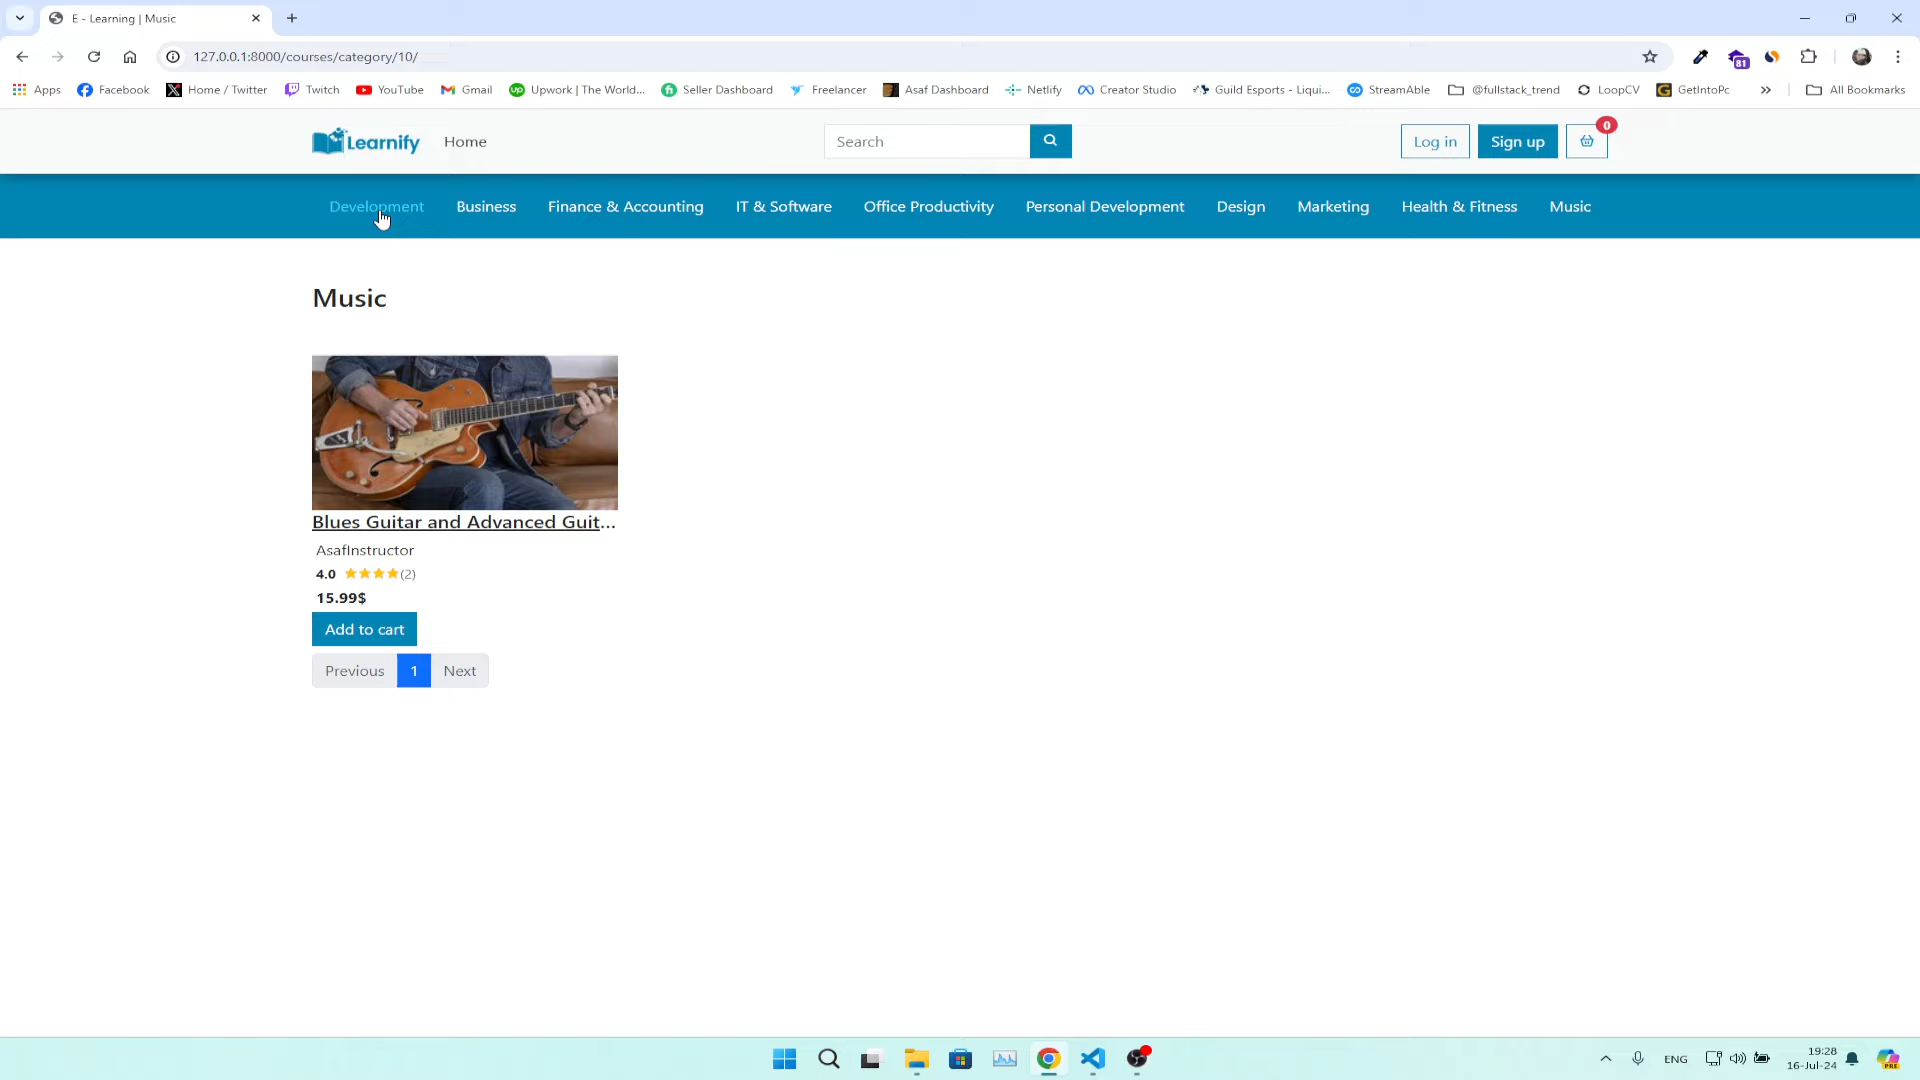 E - Learning | Music
127.0.0.1:8000/courses/category/10/
81
Apps Facebook Home / Twitter Twitch YouTube Gmail Upwork | The World... Seller Dashboard Freelancer Asaf Dashboard Netlify Creator Studio Guild Esports - Liqui... StreamAble @fullstack_trend LoopCV GetIntoPc All Bookmarks
Learnify Home Search Log in Sign up 0
Development Business Finance & Accounting IT & Software Office Productivity Personal Development Design Marketing Health & Fitness Music
Music
Blues Guitar and Advanced Guit...
AsafInstructor
4.0 (2)
15.99$
Add to cart
Previous 1 Next
ENG 19:28
16-Jul-24
PRE